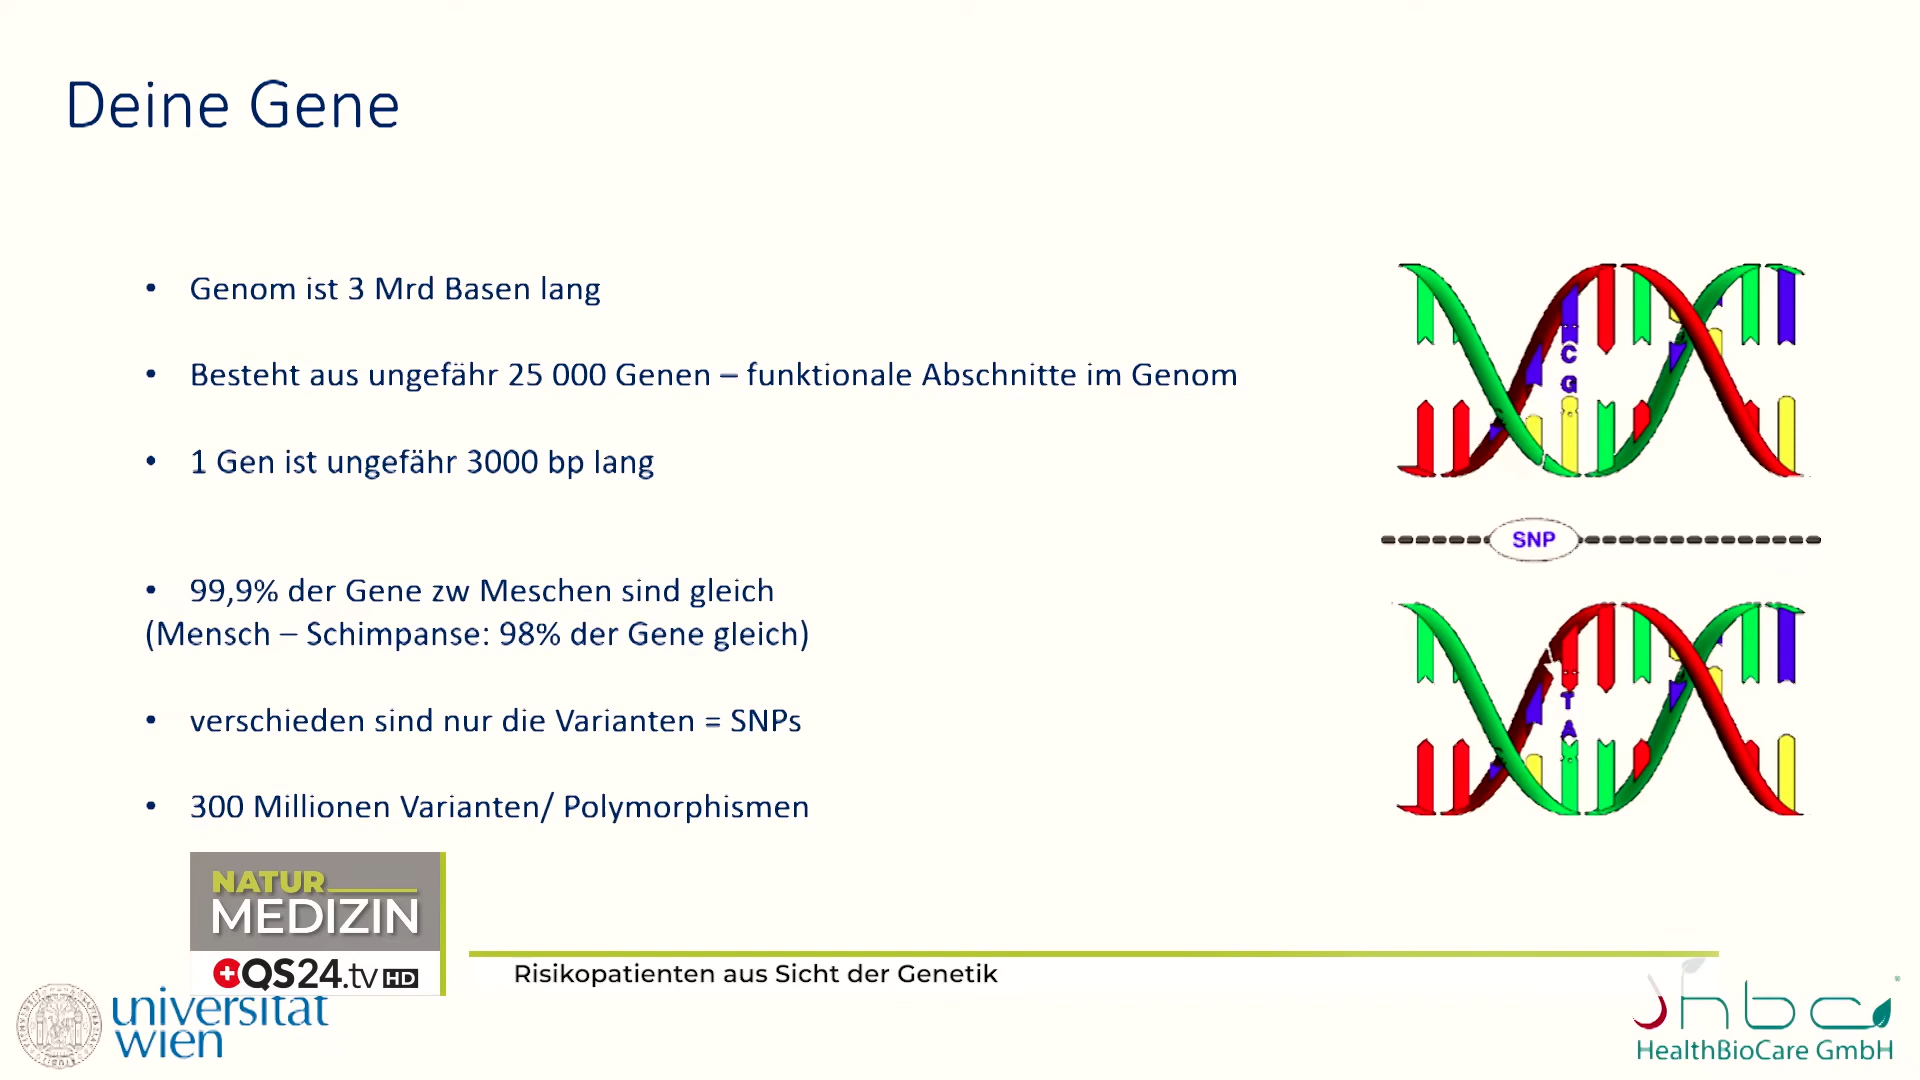 Deine Gene
• Genom ist 3 Mrd Basen lang
• Besteht aus ungefähr 25 000 Genen – funktionale Abschnitte im Genom
• 1 Gen ist ungefähr 3000 bp lang
• 99,9% der Gene zw Meschen sind gleich
(Mensch – Schimpanse: 98% der Gene gleich)
• verschieden sind nur die Varianten = SNPs
• 300 Millionen Varianten/ Polymorphismen
C
G
SNP
T
A
NATUR
MEDIZIN
QS24.tv HD
Risikopatienten aus Sicht der Genetik
universität
wien
hbc
HealthBioCare GmbH